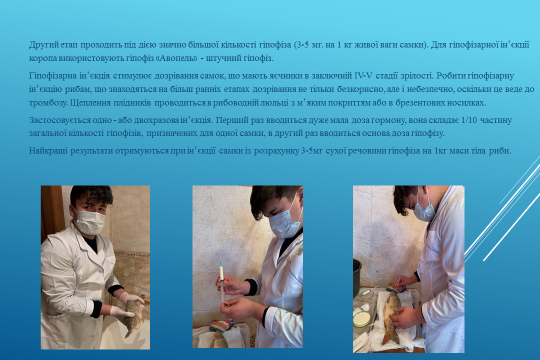 Другий етап проходить під дією значно більшої кількості гіпофіза (3-5 мг. на 1 кг живої ваги самки). Для гіпофізарної ін'єкції
коропа використовують гіпофіз «Авопель» - штучний гіпофіз.
Гіпофізарна ін'єкція стимулює дозрівання самок, що мають яєчники в заключній IV-V стадії зрілості. Робити гіпофізарну
ін'єкцію рибам, що знаходяться на більш ранніх етапах дозрівання не тільки безкорисно, але і небезпечно, оскільки це веде до
тромбозу. Щеплення плідників проводиться в рибоводній люльці з м'яким покриттям або в брезентових носилках.
Застосовується одно - або двохразова ін'єкція. Перший раз вводиться дуже мала доза гормону, вона складає 1/10 частину
загальної кількості гіпофізів, призначених для одної самки, в другий раз вводиться основа доза гіпофізу.
Найкращі результати отримуються при ін'єкції самки із розрахунку 3-5мг сухої речовини гіпофіза на 1кг маси тіла риби.